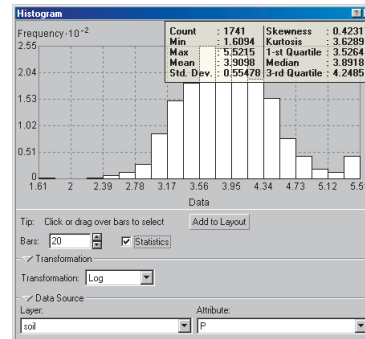 Histogram
Frequency·10⁻²
Count : 1741 Skewness : 0.4231
Min : 1.6094 Kurtosis : 3.6289
Max : 5.5215 1-st Quartile : 3.5264
Mean : 3.9098 Median : 3.8918
Std. Dev. : 0.55478 3-rd Quartile : 4.2485
2.55
2.04
1.53
1.02
0.51
0
1.61 2 2.39 2.78 3.17 3.56 3.95 4.34 4.73 5.12 5.5
Data
Tip: Click or drag over bars to select Add to Layout
Bars: 20 Statistics
Transformation
Transformation: Log
Data Source
Layer: Attribute:
soil P